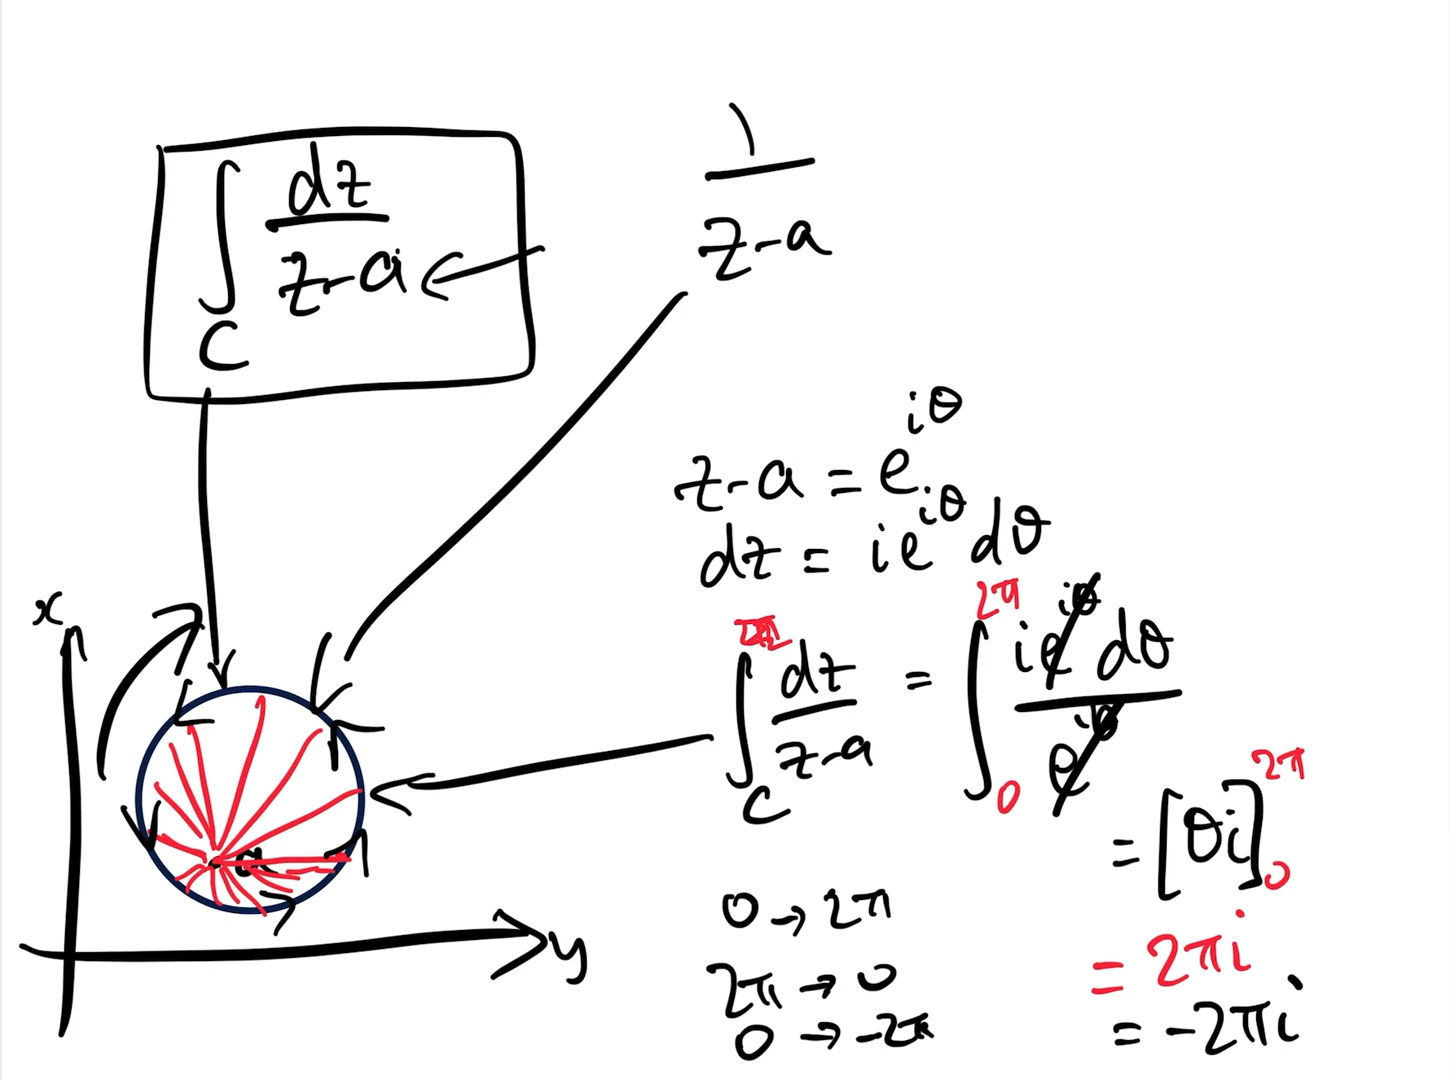 ∫_C dz/(z-a)
1/(z-a)
z-a = e^{iθ}
dz = ie^{iθ} dθ
∫_C dz/(z-a) = ∫_0^{2π} ie^{iθ} dθ / e^{iθ}
= [θi]_0^{2π}
= 2πi
= -2πi
0 → 2π
2π → 0
0 → -2π
x
a
y